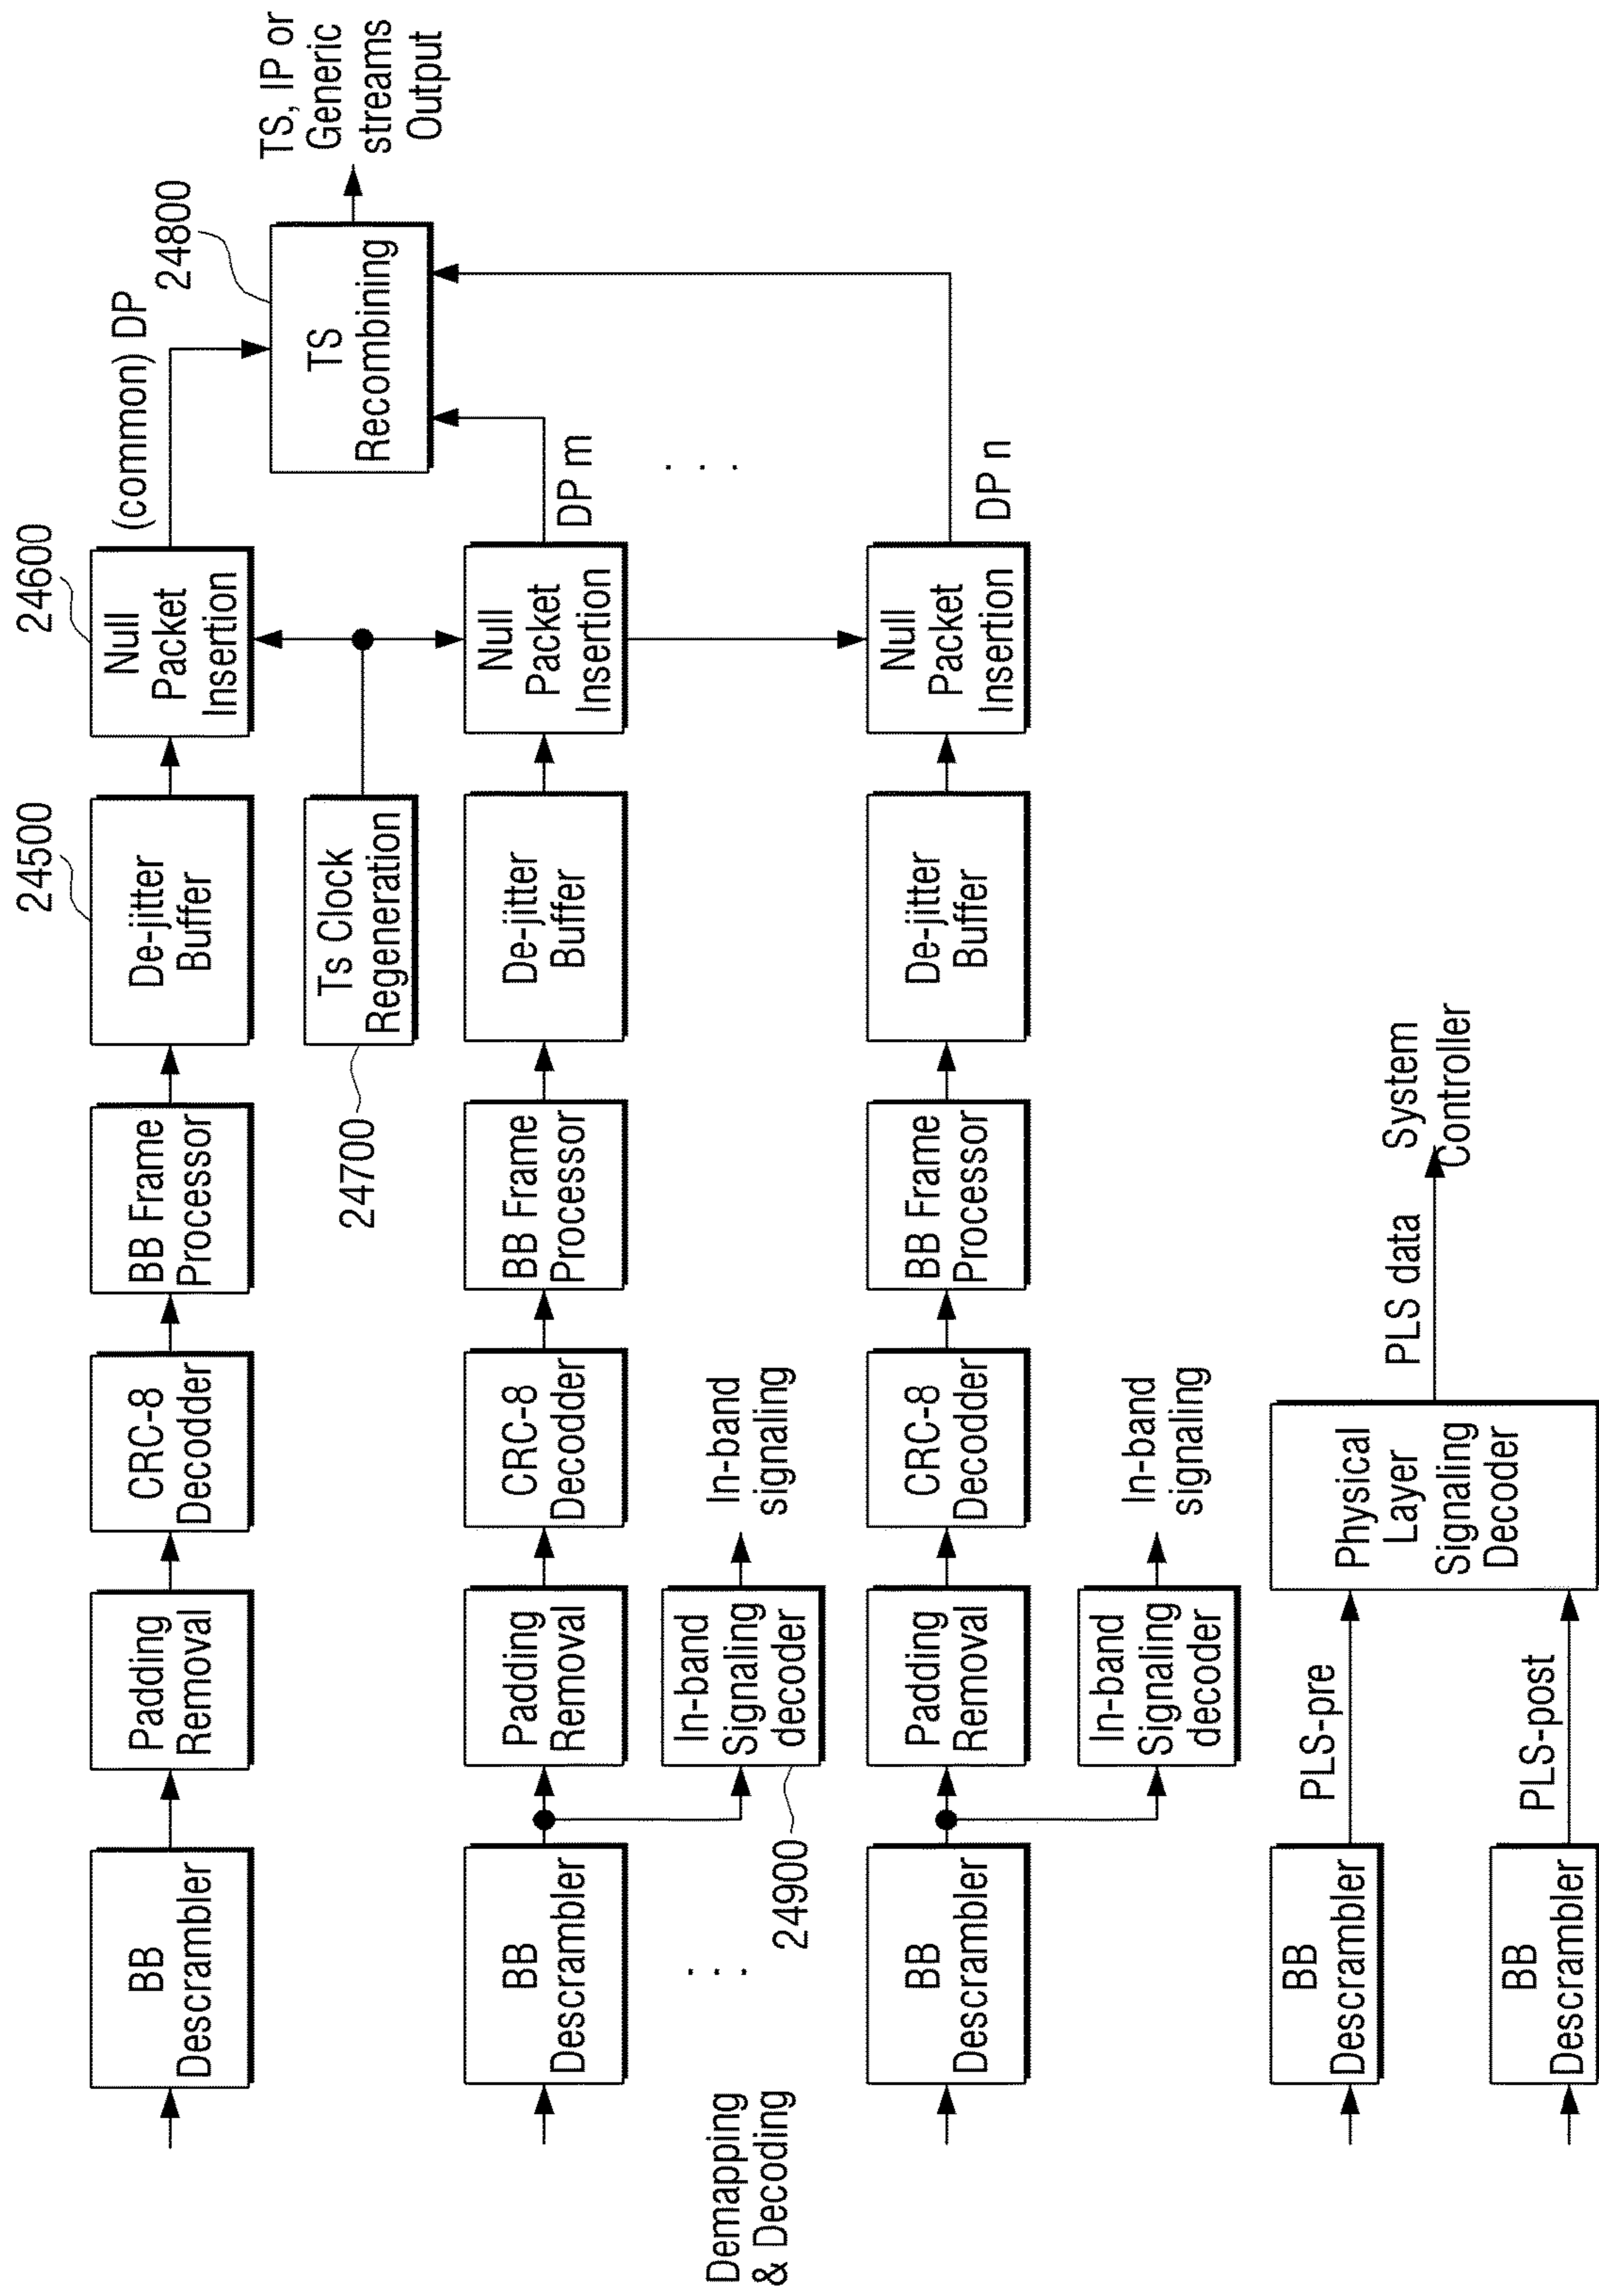 BB
Descrambler
Padding
Removal
CRC-8
Decodder
BB Frame
Processor
24500
De-jitter
Buffer
24600
Null
Packet
Insertion
(common) DP
24700
Ts Clock
Regeneration
24800
TS
Recombining
TS, IP or
Generic
streams
Output
Demapping
& Decoding
BB
Descrambler
Padding
Removal
CRC-8
Decodder
BB Frame
Processor
De-jitter
Buffer
Null
Packet
Insertion
DP m
. . .
24900
In-band
Signaling
decoder
In-band
signaling
. . .
BB
Descrambler
Padding
Removal
CRC-8
Decodder
BB Frame
Processor
De-jitter
Buffer
Null
Packet
Insertion
DP n
In-band
Signaling
decoder
In-band
signaling
BB
Descrambler
PLS-pre
BB
Descrambler
PLS-post
Physical
Layer
Signaling
Decoder
PLS data
System
Controller